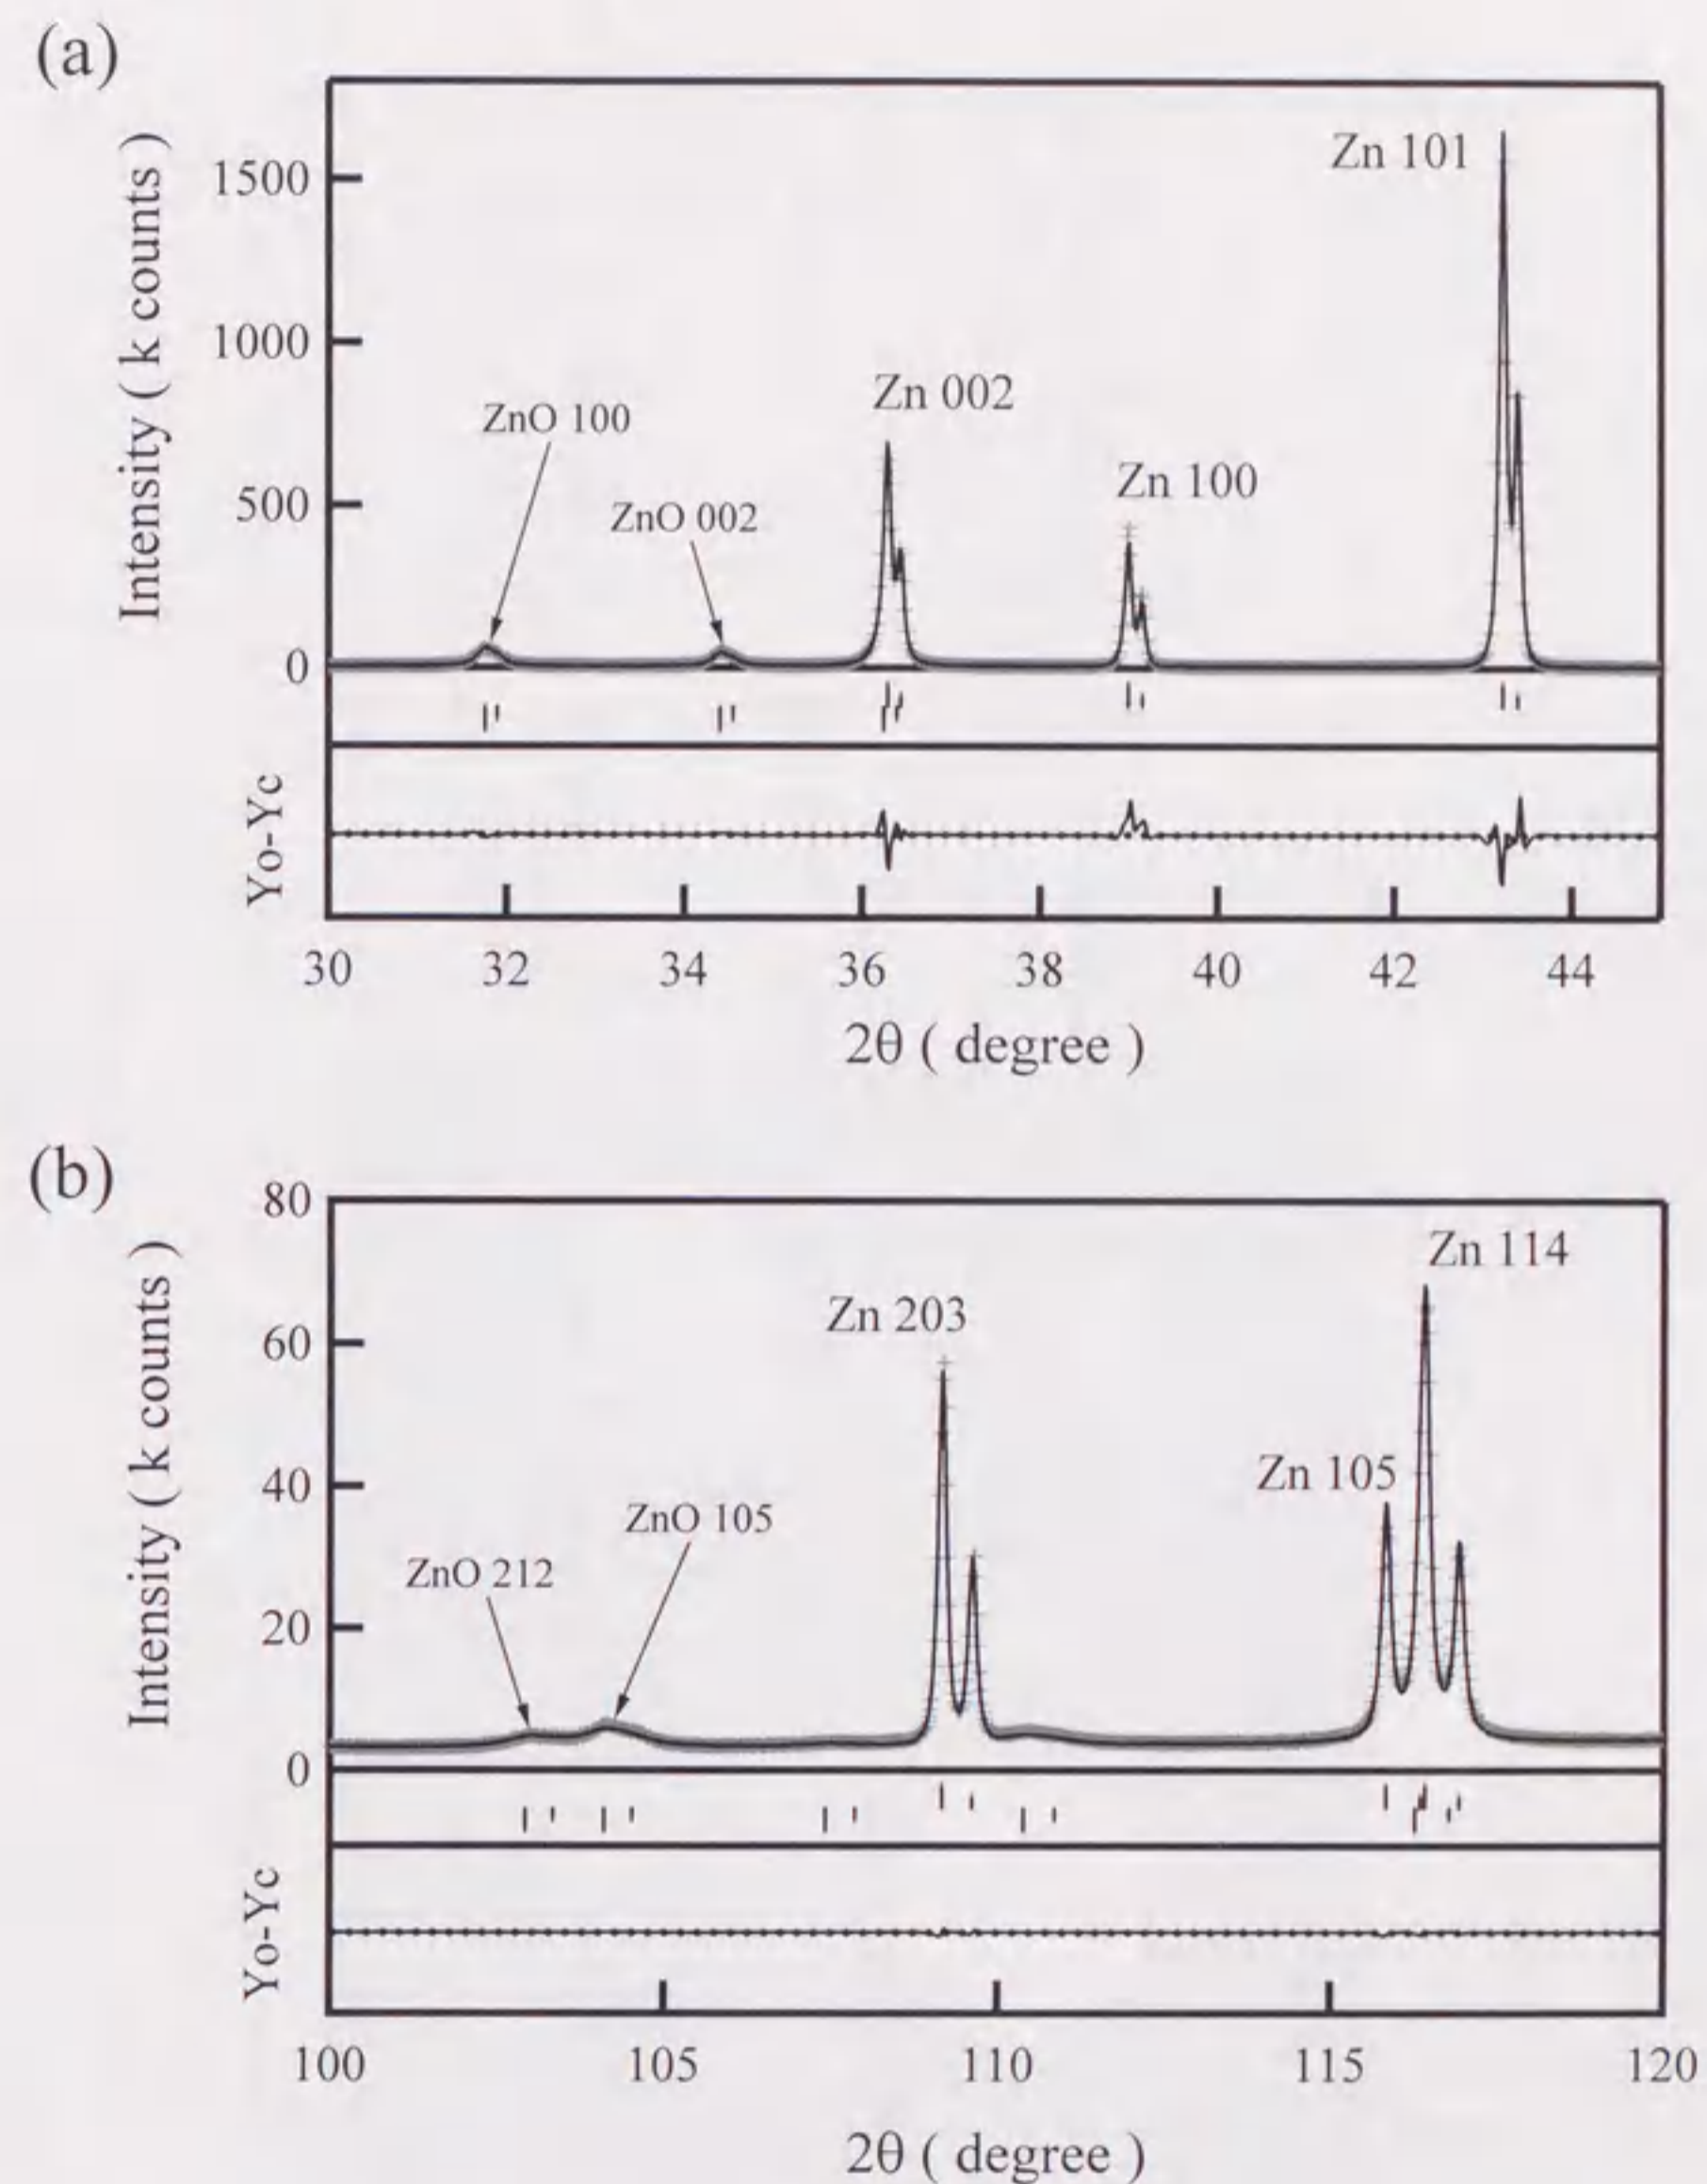 (a)
Intensity ( k counts )
1500
1000
500
0
Zn 101
Zn 002
Zn 100
ZnO 100
ZnO 002
Yo-Yc
30 32 34 36 38 40 42 44
2θ ( degree )
(b)
Intensity ( k counts )
80
60
40
20
0
Zn 114
Zn 203
Zn 105
ZnO 105
ZnO 212
Yo-Yc
100 105 110 115 120
2θ ( degree )